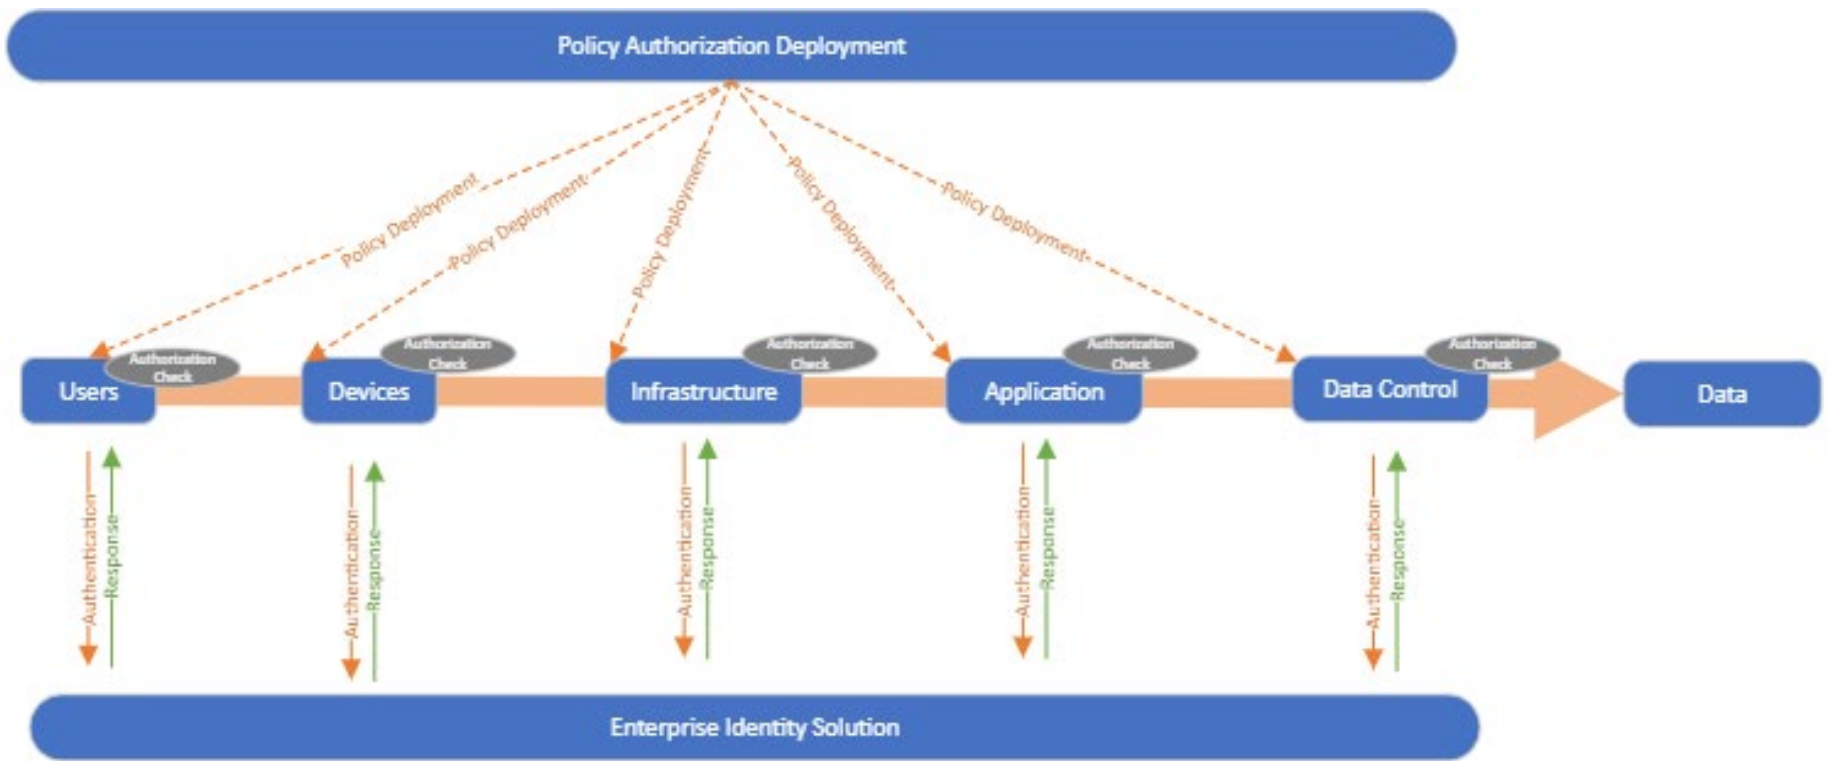 Policy Authorization Deployment
Policy Deployment
Policy Deployment
Policy Deployment
Policy Deployment
Policy Deployment
Authorization
Check
Authorization
Check
Authorization
Check
Authorization
Check
Authorization
Check
Users
Devices
Infrastructure
Application
Data Control
Data
Authentication
Response
Authentication
Response
Authentication
Response
Authentication
Response
Authentication
Response
Enterprise Identity Solution